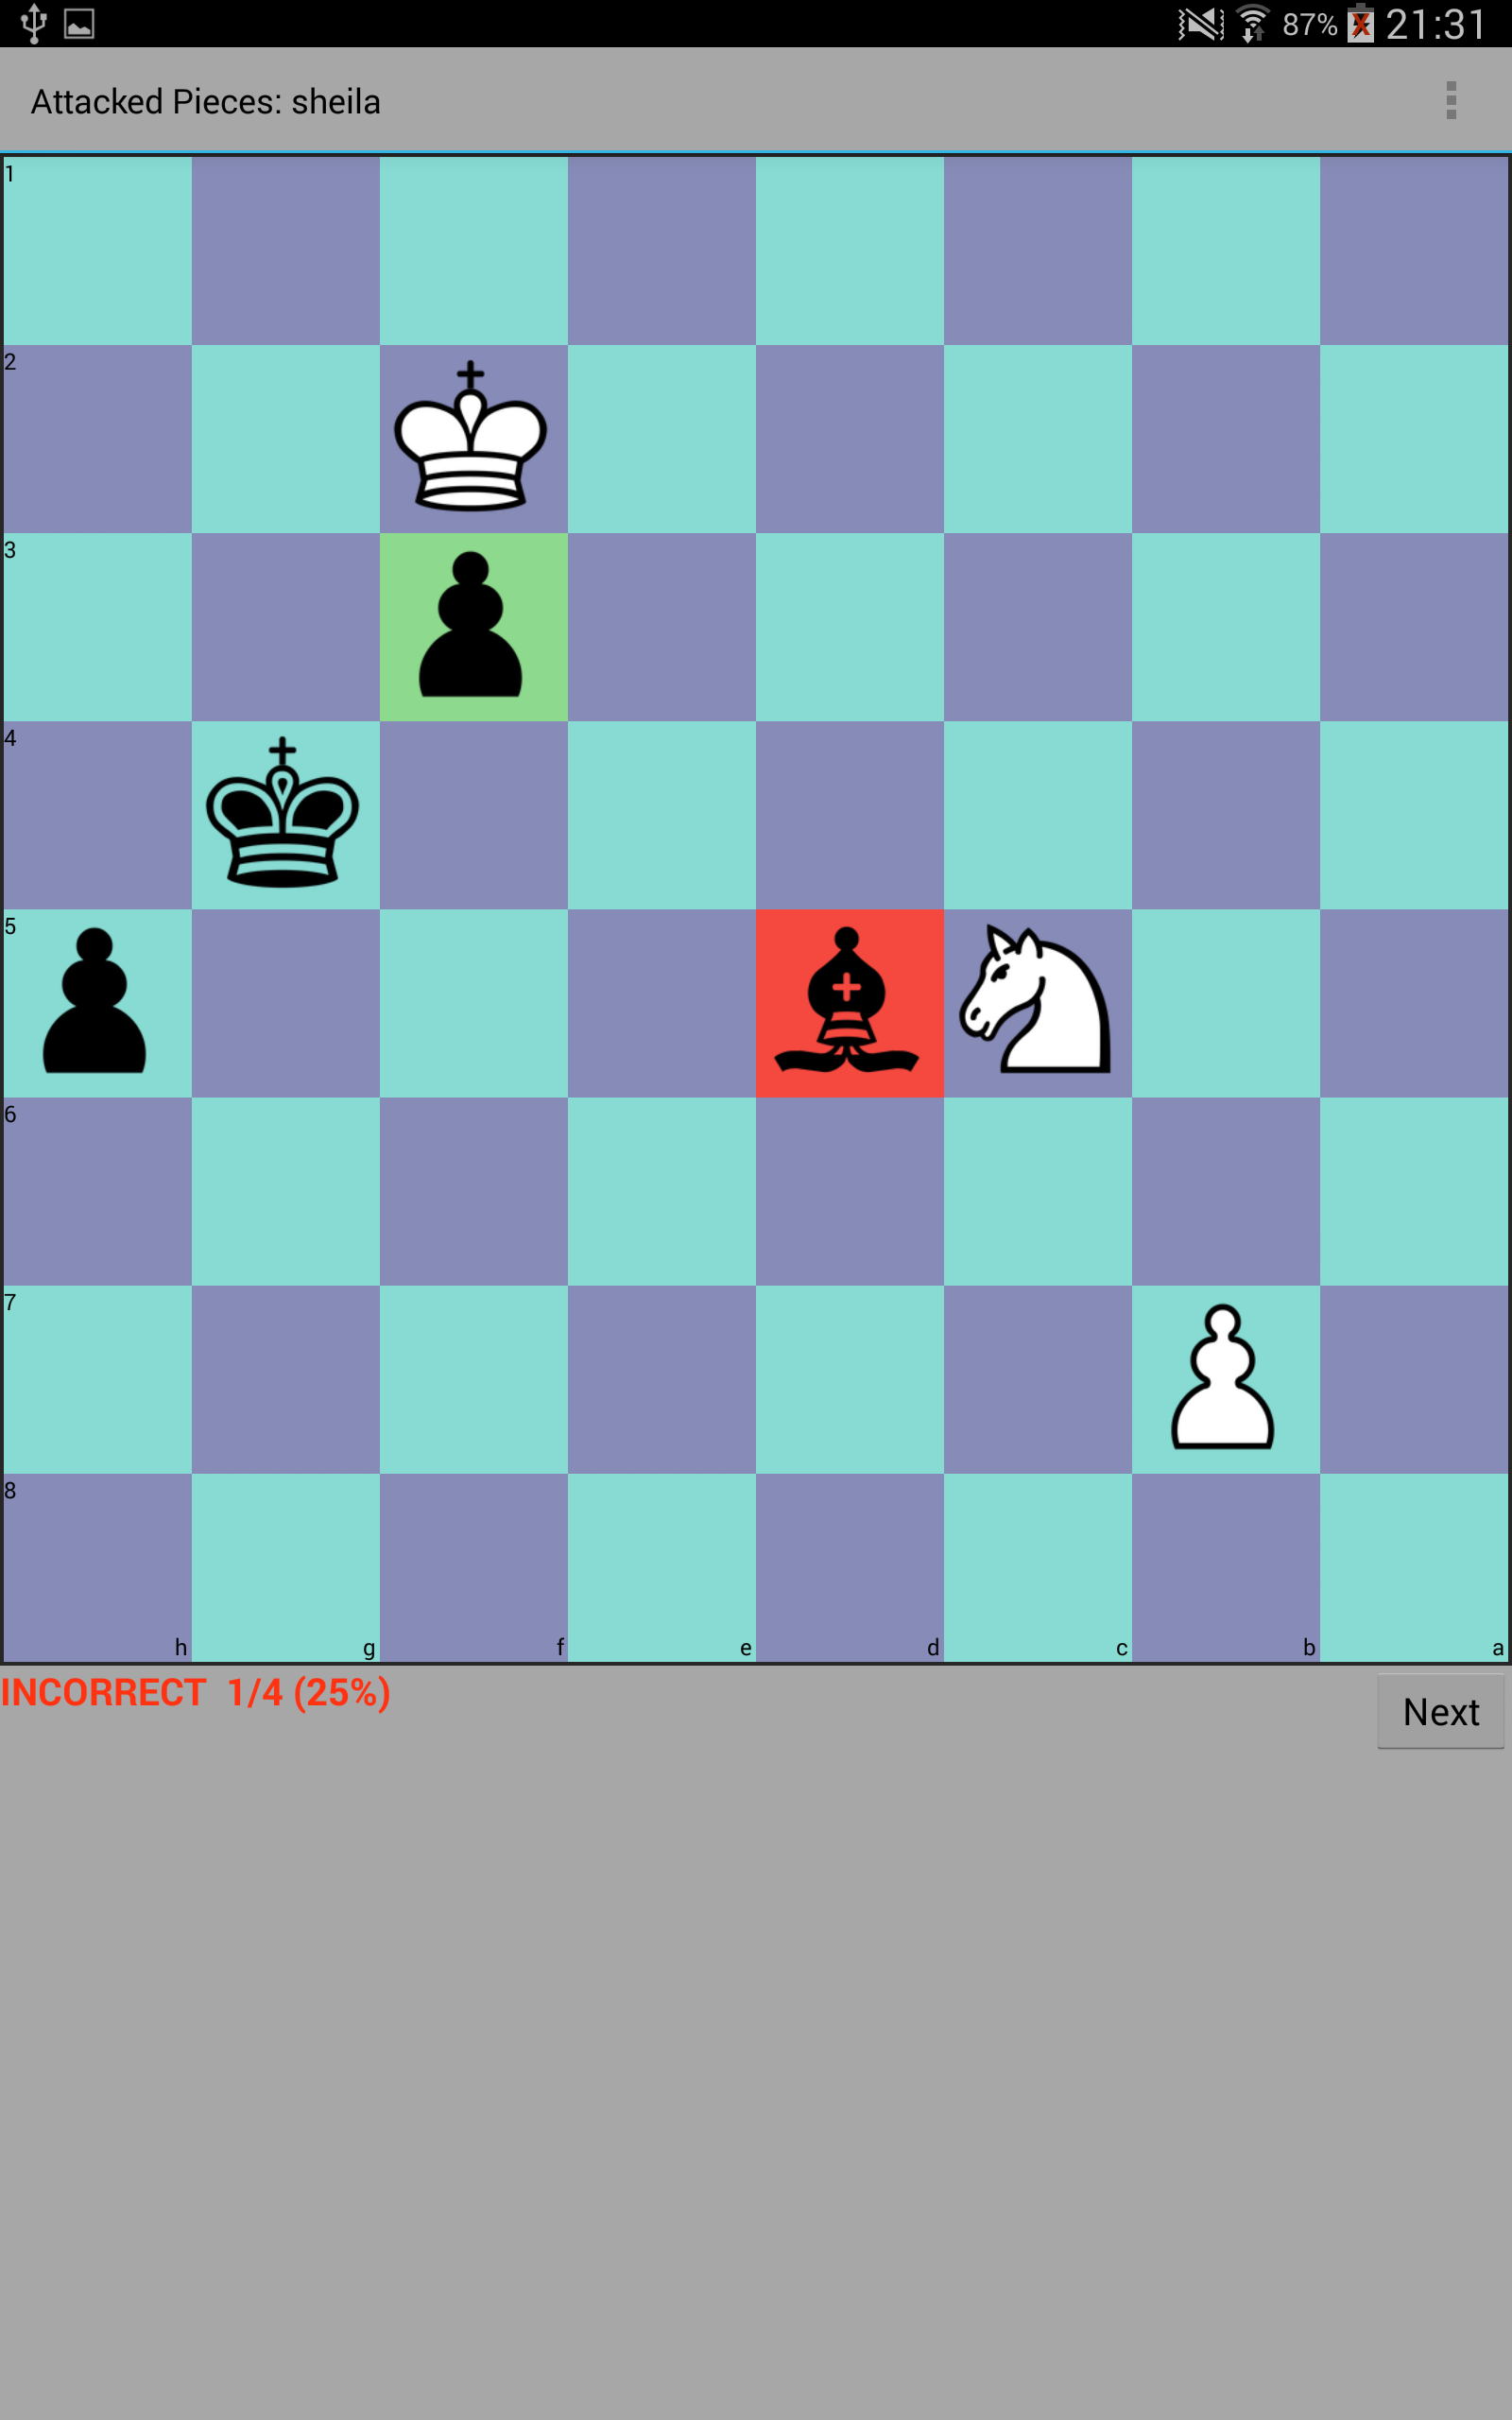 87% 21:31
Attacked Pieces: sheila
1
2
3
4
5
6
7
8
h g f e d c b a
INCORRECT 1/4 (25%)
Next